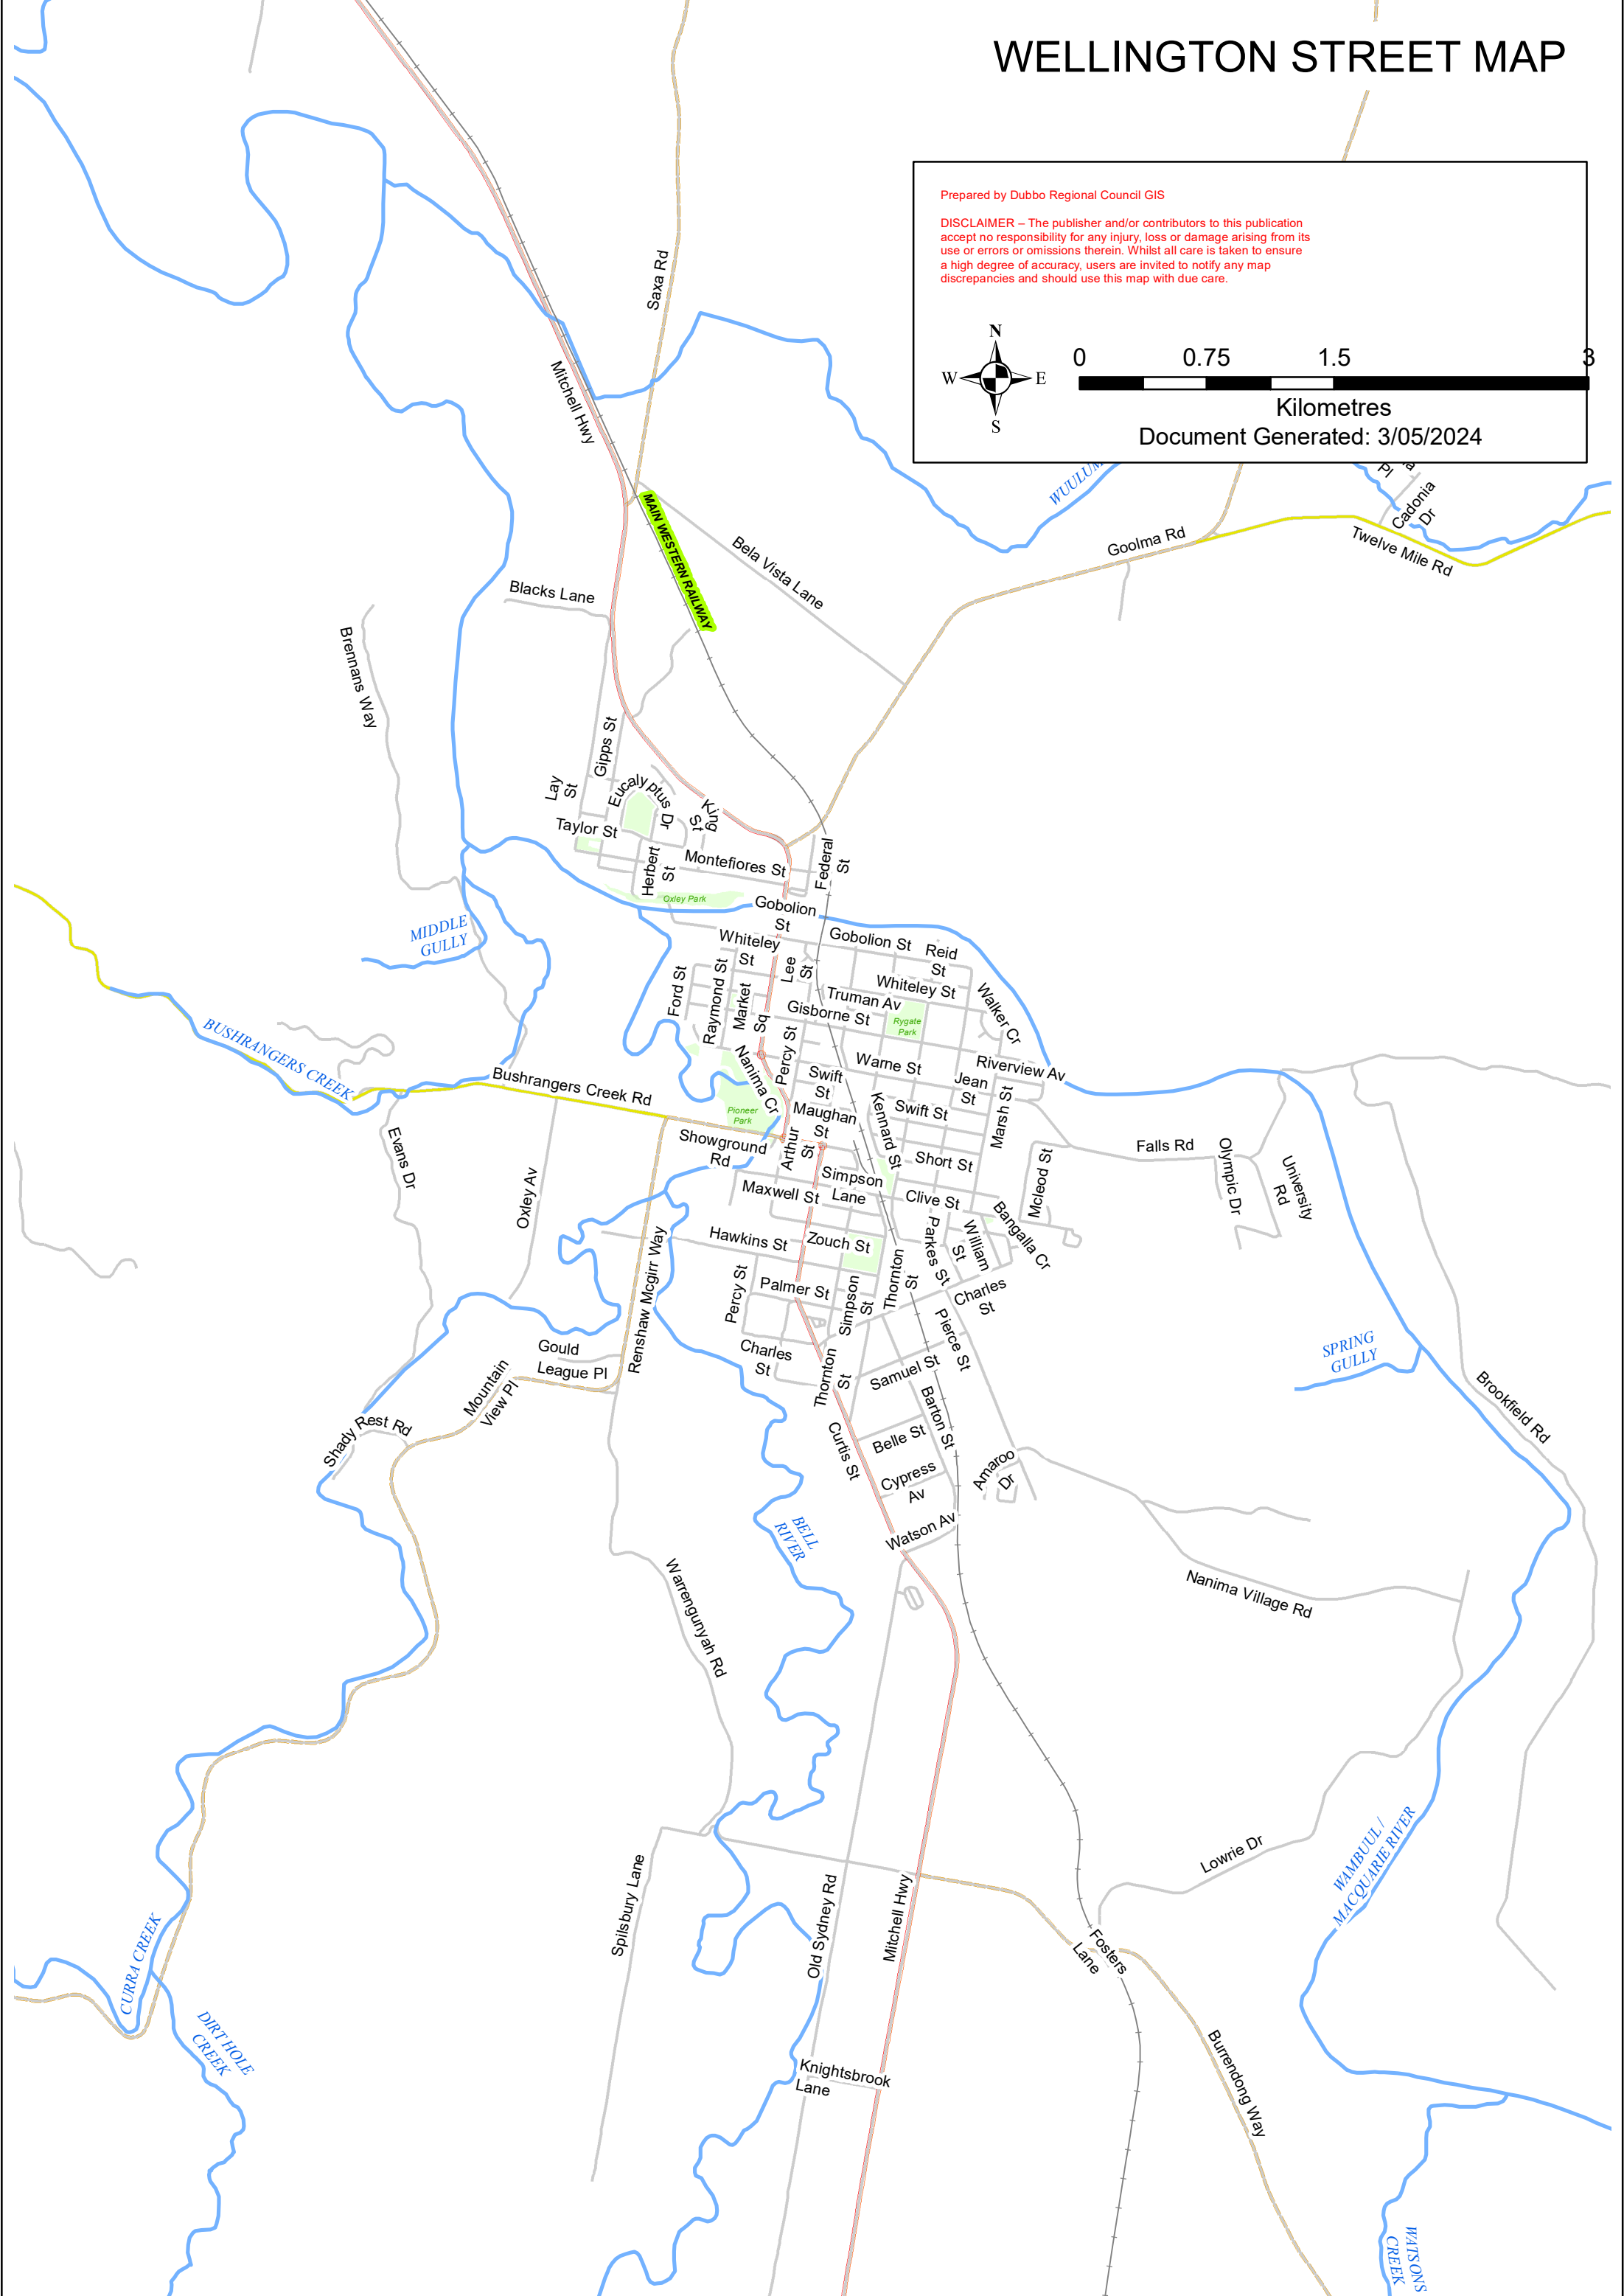 WELLINGTON STREET MAP
Prepared by Dubbo Regional Council GIS
DISCLAIMER – The publisher and/or contributors to this publication
accept no responsibility for any injury, loss or damage arising from its
use or errors or omissions therein. Whilst all care is taken to ensure
a high degree of accuracy, users are invited to notify any map
discrepancies and should use this map with due care.
N
W E
S
0 0.75 1.5 3
Kilometres
Document Generated: 3/05/2024
Saxa Rd
Mitchell Hwy
Pl
Cadonia
Dr
Goolma Rd
Twelve Mile Rd
MAIN WESTERN RAILWAY
Bela Vista Lane
Blacks Lane
Brennans Way
Gipps St
Lay
St
Eucalyptus
Dr
King
St
Taylor St
Herbert
St
Montefiores St
Federal
St
Oxley Park
Gobolion
St
MIDDLE
GULLY
Whiteley
St
Gobolion St
Reid
St
Lee
St
Ford St
Raymond St
Market
Sq
Whiteley St
Truman Av
Gisborne St
Rygate
Park
Walker Cr
BUSHRANGERS CREEK
Bushrangers Creek Rd
Nanima Cr
Percy St
Swift
St
Warne St
Riverview Av
Jean
St
Marsh St
Pioneer
Park
Maughan
St
Kennard St
Swift St
Evans Dr
Showground
Rd
Arthur
St
Short St
Falls Rd
Mcleod St
Olympic Dr
University
Rd
Oxley Av
Simpson
Lane
Maxwell St
Clive St
Bangalla Cr
Renshaw Mcgirr Way
Hawkins St
Zouch St
Parkes St
William
St
Thornton
St
Percy St
Palmer St
Simpson
St
Charles
St
Pierce St
Gould
League Pl
Charles
St
SPRING
GULLY
Mountain
View Pl
Thornton
St
Samuel St
Barton St
Brookfield Rd
Shady Rest Rd
Curtis St
Belle St
Cypress
Av
Amaroo
Dr
BELL
RIVER
Watson Av
Warrengunyah Rd
Nanima Village Rd
Lowrie Dr
WAMBUUL /
MACQUARIE RIVER
Spilsbury Lane
Old Sydney Rd
Mitchell Hwy
Fosters
Lane
CURRA CREEK
DIRT HOLE
CREEK
Knightsbrook
Lane
Burrendong Way
WATSONS
CREEK